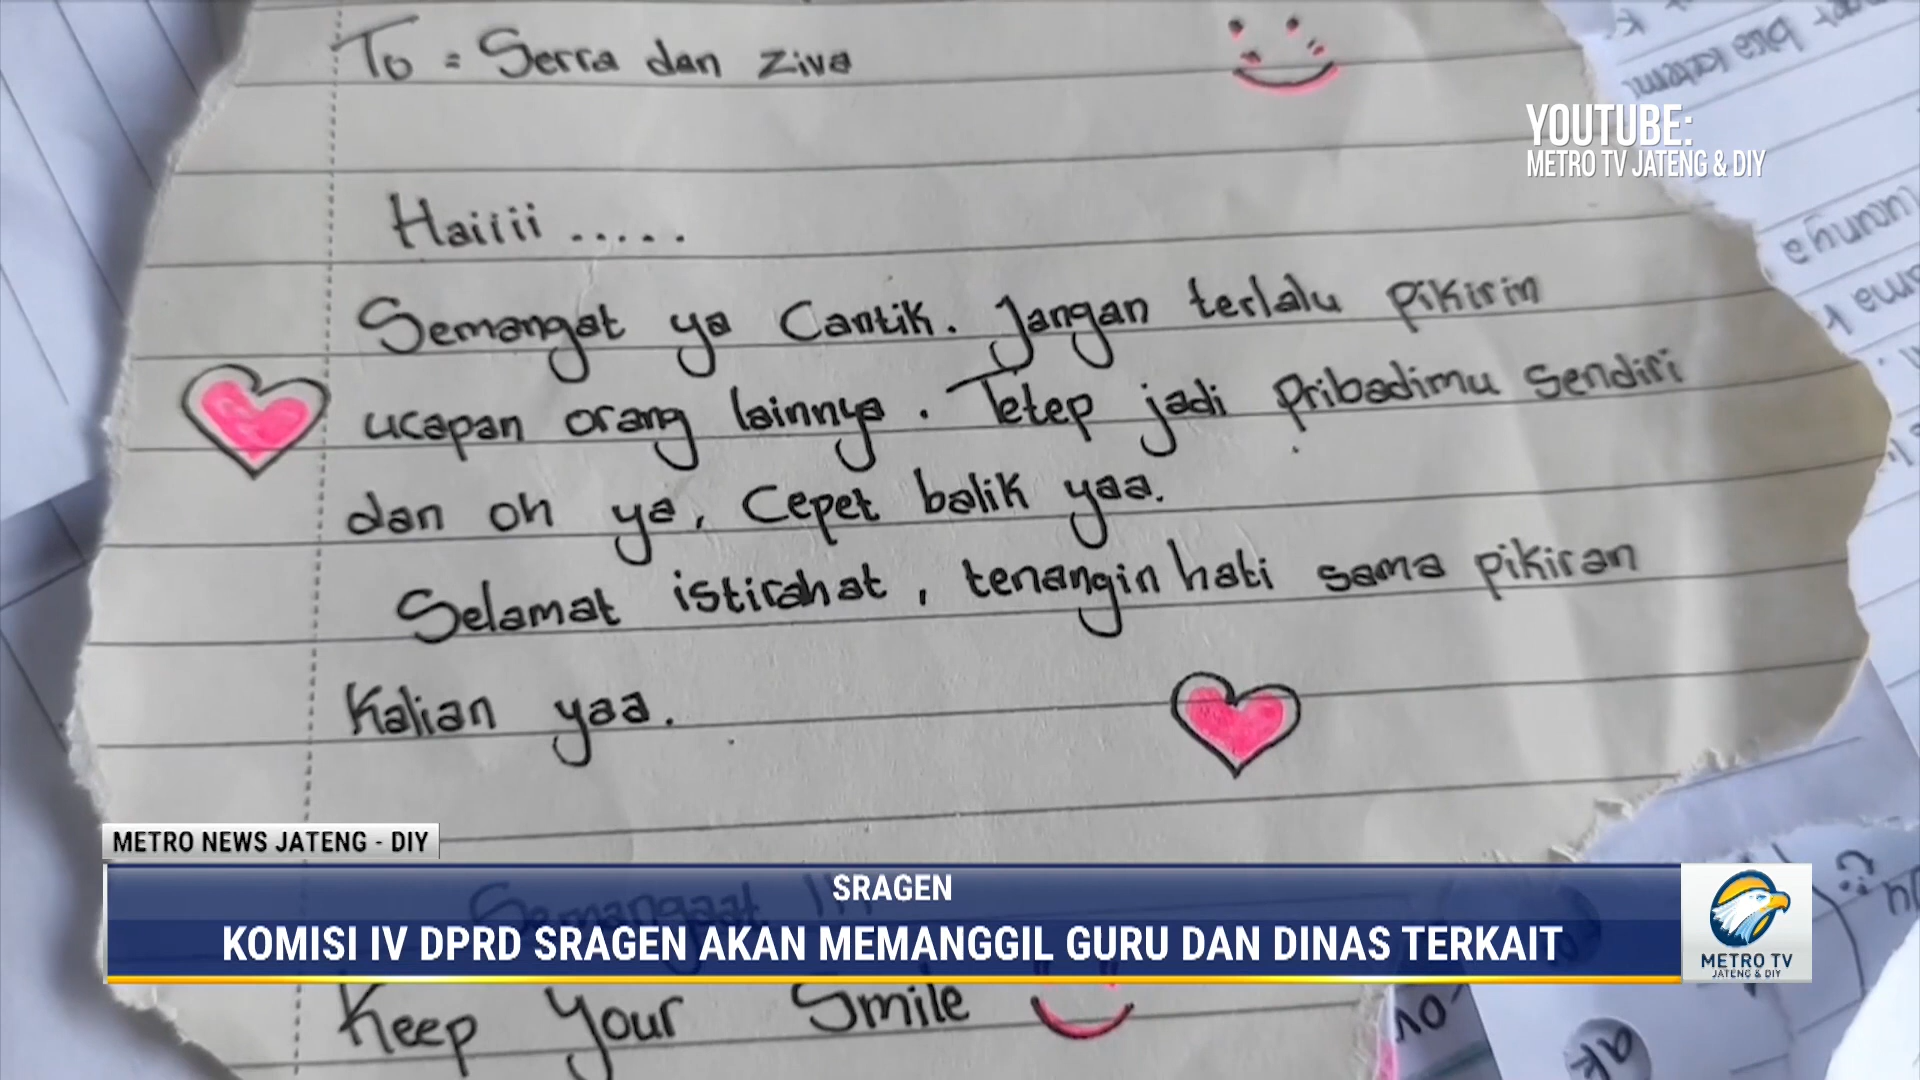 To = Serra dan Ziva
YOUTUBE:
METRO TV JATENG & DIY
Haiiii .....
Semangat ya Cantik. Jangan terlalu pikirin
ucapan orang lainnya. Tetep jadi pribadimu sendiri
dan oh ya, Cepet balik yaa.
Selamat istirahat, tenangin hati sama pikiran
Kalian yaa.
METRO NEWS JATENG - DIY
Semangaat !!!
SRAGEN
KOMISI IV DPRD SRAGEN AKAN MEMANGGIL GURU DAN DINAS TERKAIT
METRO TV
JATENG & DIY
Keep Your Smile